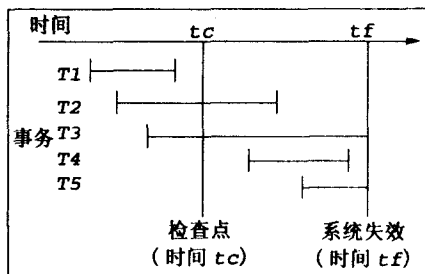 时间 tc tf
T1
T2
事务 T3
T4
T5
检查点 系统失效
(时间 tc) (时间 tf)